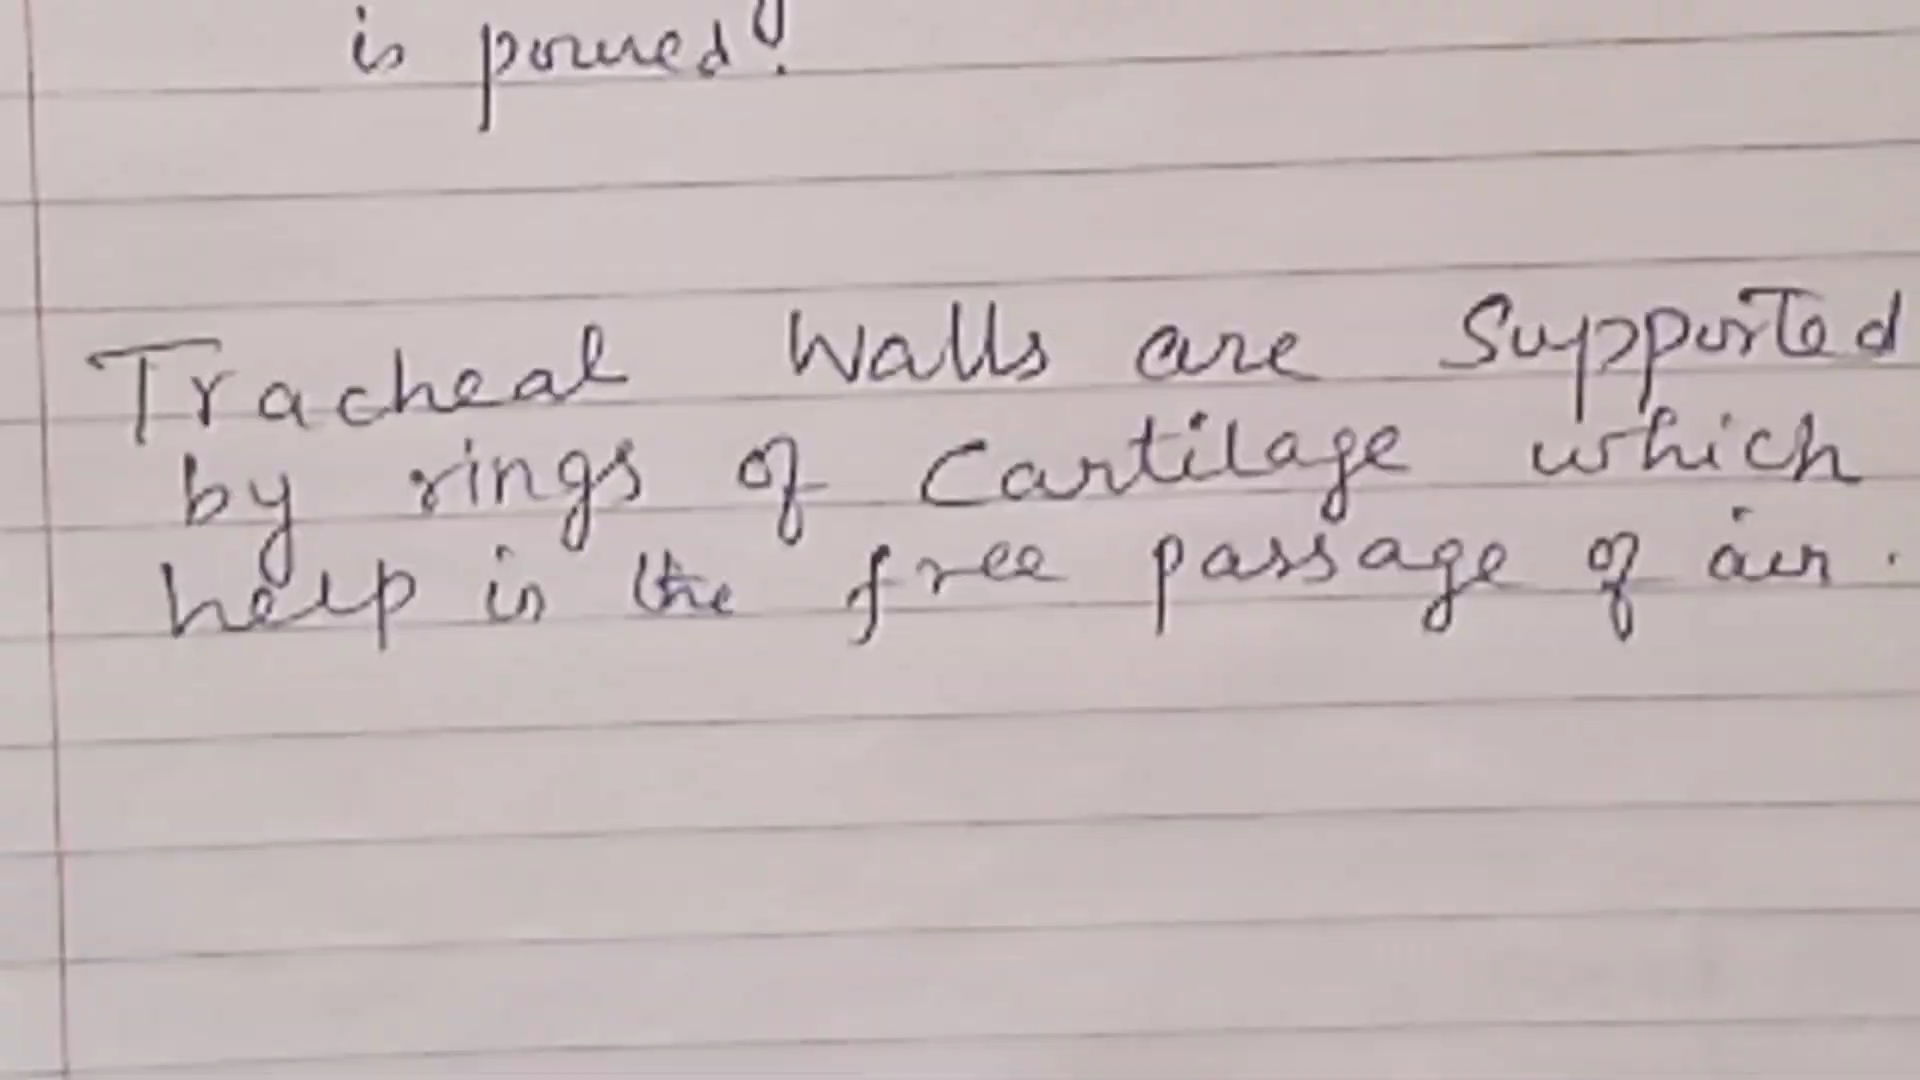 is poured!
Tracheal Walls are Supported
by rings of Cartilage which
help in the free passage of air.